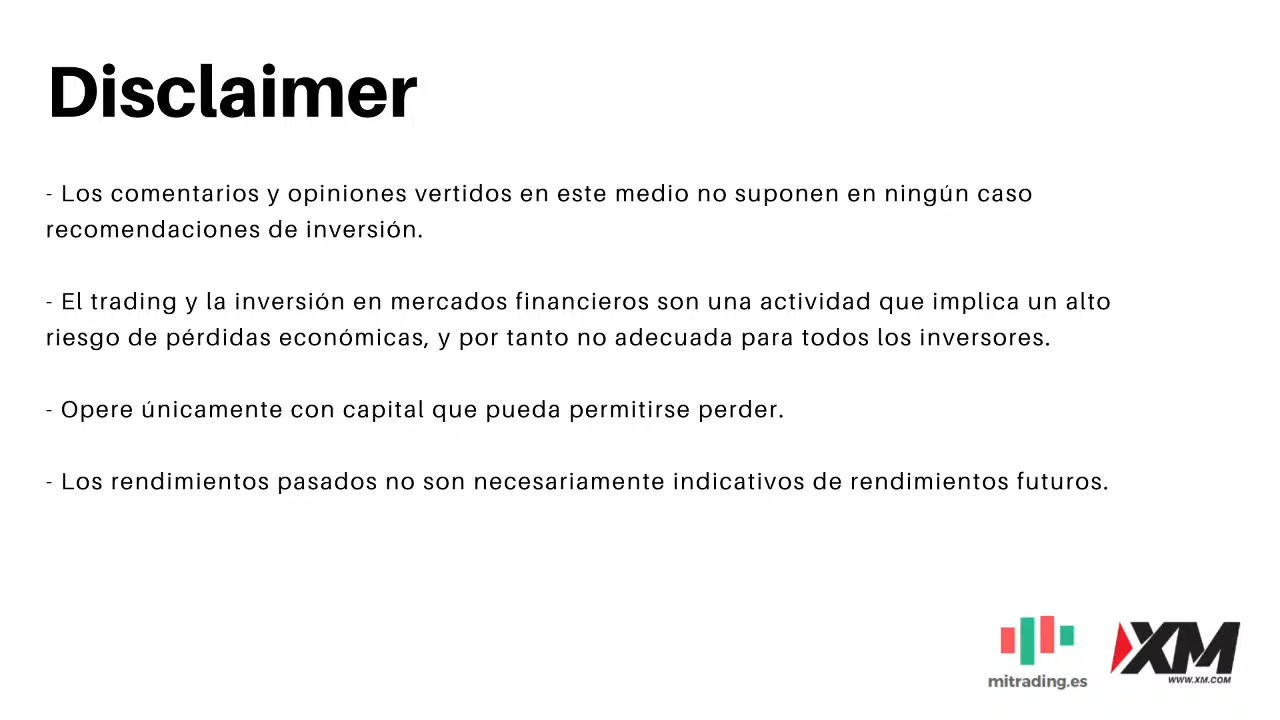 Disclaimer
- Los comentarios y opiniones vertidos en este medio no suponen en ningún caso
recomendaciones de inversión.
- El trading y la inversión en mercados financieros son una actividad que implica un alto
riesgo de pérdidas económicas, y por tanto no adecuada para todos los inversores.
- Opere únicamente con capital que pueda permitirse perder.
- Los rendimientos pasados no son necesariamente indicativos de rendimientos futuros.
mitrading.es
XM
WWW.XM.COM